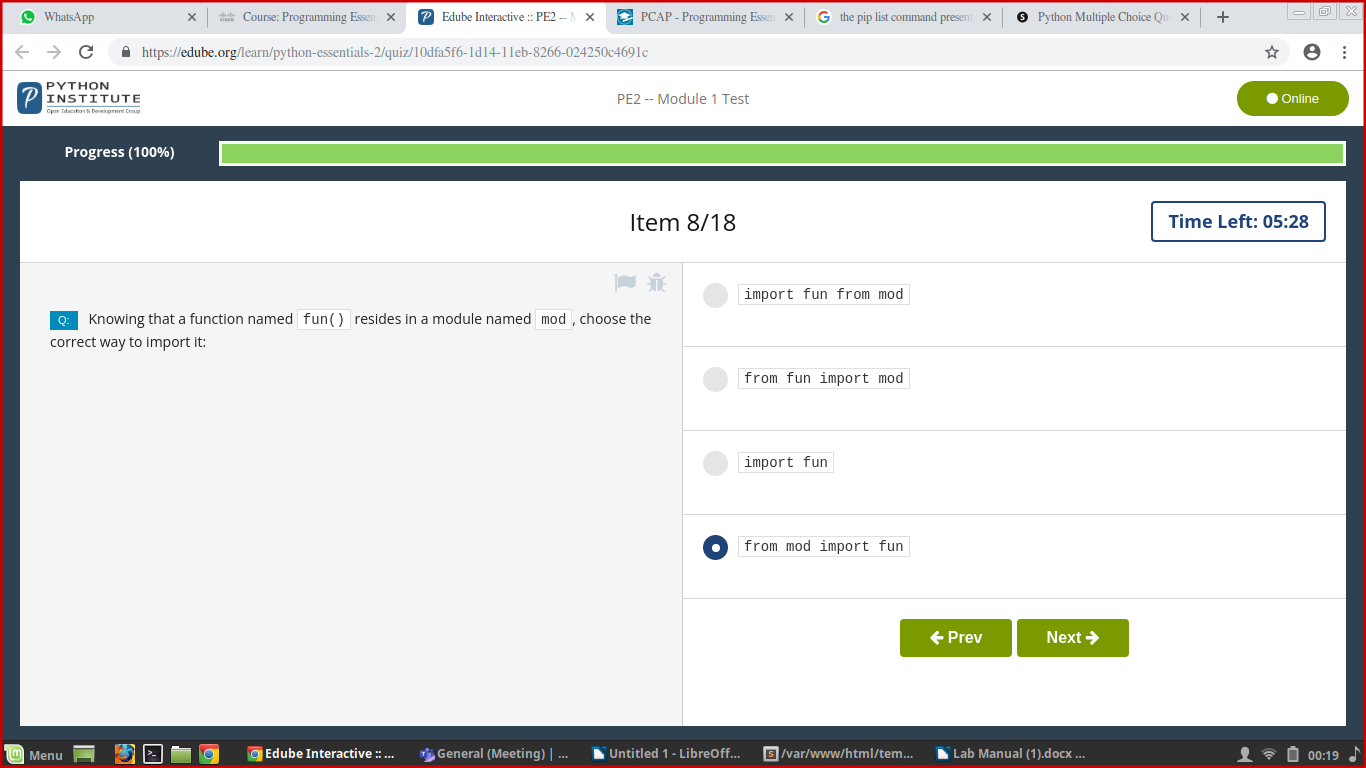 WhatsApp
Course: Programming Essen
Edube Interactive :: PE2 --
PCAP - Programming Essen
the pip list command present
Python Multiple Choice Qu
https://edube.org/learn/python-essentials-2/quiz/10dfa5f6-1d14-11eb-8266-024250c4691c
PYTHON
INSTITUTE
Open Education & Development Group
PE2 -- Module 1 Test
Online
Progress (100%)
Item 8/18
Time Left: 05:28
Q: Knowing that a function named fun() resides in a module named mod, choose the
correct way to import it:
import fun from mod
from fun import mod
import fun
from mod import fun
Prev
Next
Menu
Edube Interactive :: ...
General (Meeting) | ...
Untitled 1 - LibreOff...
/var/www/html/tem...
Lab Manual (1).docx ...
00:19